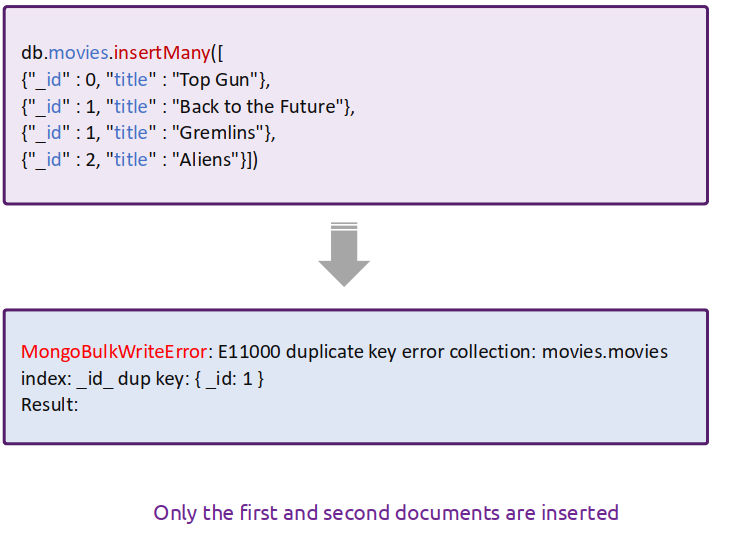 db.movies.insertMany([
{"_id" : 0, "title" : "Top Gun"},
{"_id" : 1, "title" : "Back to the Future"},
{"_id" : 1, "title" : "Gremlins"},
{"_id" : 2, "title" : "Aliens"}])
MongoBulkWriteError: E11000 duplicate key error collection: movies.movies
index: _id_ dup key: { _id: 1 }
Result:
Only the first and second documents are inserted